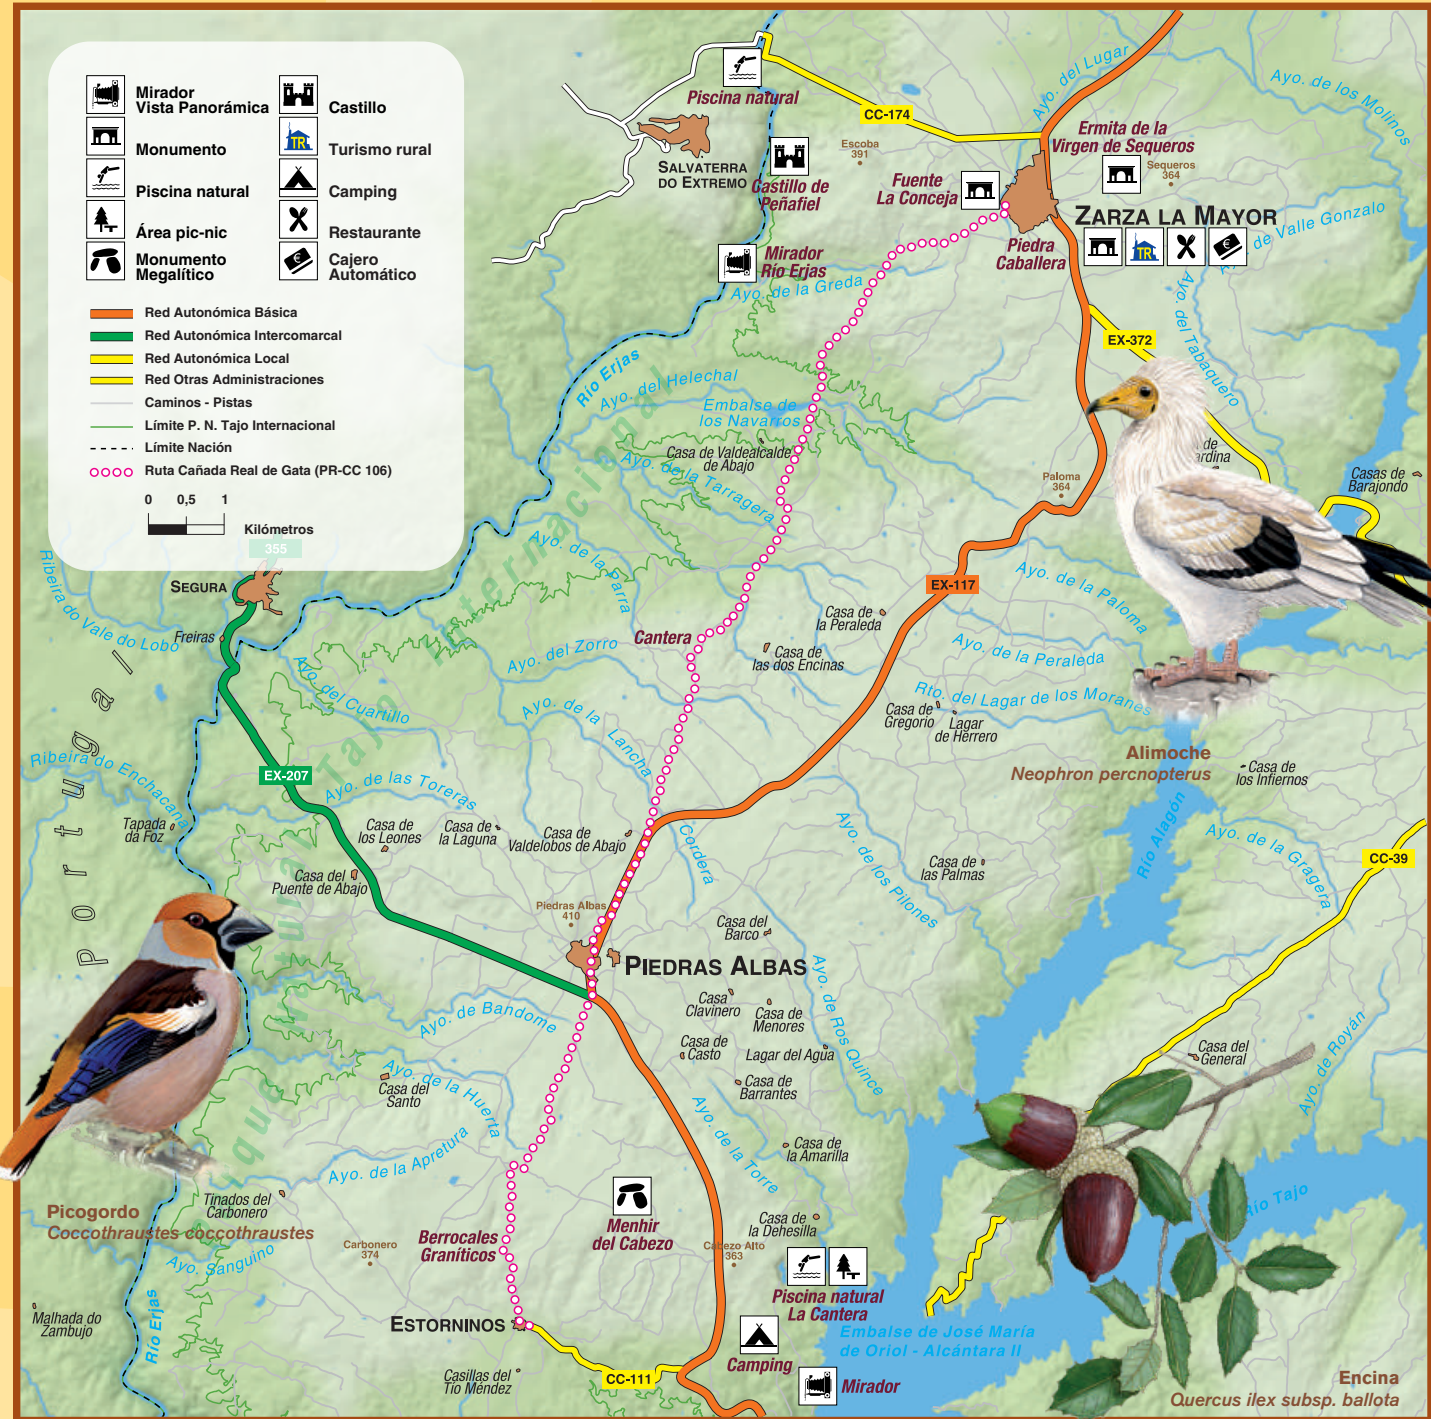 Mirador
Vista Panorámica
Monumento
Piscina natural
Área pic-nic
Monumento
Megalítico
Castillo
TR
Turismo rural
Camping
Restaurante
Cajero
Automático
Red Autonómica Básica
Red Autonómica Intercomarcal
Red Autonómica Local
Red Otras Administraciones
Caminos - Pistas
Límite P. N. Tajo Internacional
Límite Nación
Ruta Cañada Real de Gata (PR-CC 106)
0 0,5 1
Kilómetros
355
Piscina natural
CC-174
Ayo. del Lugar
Ayo. de los Molinos
SALVATERRA
DO EXTREMO
Escoba
391
Castillo de
Peñafiel
Ermita de la
Virgen de Sequeros
Sequeros
364
Fuente
La Conceja
ZARZA LA MAYOR
TR
de Valle Gonzalo
Piedra
Caballera
Mirador
Río Erjas
Ayo. de la Greda
Ayo. del Tabaquero
EX-372
Río Erjas
Ayo. del Helechal
Embalse de
los Navarros
Casa de Valdealcalde
de Abajo
Ayo. de la Tarragera
Paloma
364
de
ardina
Casas de
Barajondo
Ayo. de la Parra
EX-117
Ayo. de la Paloma
SEGURA
Ribeira do Vale do Lobo
Freiras
Casa de
la Peraleda
Cantera
Casa de
las dos Encinas
Ayo. de la Peraleda
Ayo. del Zorro
Ayo. del Cuartillo
Rto. del Lagar de los Moranes
Casa de
Gregorio
Lagar
de Herrero
Ayo. de la Lancha
Alimoche
Neophron percnopterus
Casa de
los Infiernos
Portugal
Parque Natural Tajo Internacional
Ribeira do Enchacana
EX-207
Ayo. de las Toreras
Tapada
da Foz
Casa de
los Leones
Casa de
la Laguna
Casa de
Valdelobos de Abajo
Corderá
Ayo. de los Pilones
Río Alagón
Ayo. de la Gragera
CC-39
Casa del
Puente de Abajo
Casa de
las Palmas
Piedras Albas
410
Casa del
Barco
PIEDRAS ALBAS
Ayo. de Ros Quince
Casa
Clavinero
Casa de
Menores
Ayo. de Bandome
Casa de
Casto
Lagar del Agua
Casa del
General
Ayo. de Royán
Casa de
Barrantes
Ayo. de la Huerta
Casa del
Santo
Ayo. de la Torre
Casa de
la Amarilla
Ayo. de la Apretura
Picogordo
Coccothraustes coccothraustes
Tinados del
Carbonero
Menhir
del Cabezo
Casa de
la Dehesilla
Río Tajo
Berrocales
Graníticos
Carbonero
374
Cabezo Alto
363
Ayo. Sanguino
Piscina natural
La Cantera
Malhada do
Zambujo
Río Erjas
ESTORNINOS
Embalse de José María
de Oriol - Alcántara II
Camping
Casillas del
Tío Méndez
CC-111
Mirador
Encina
Quercus ilex subsp. ballota